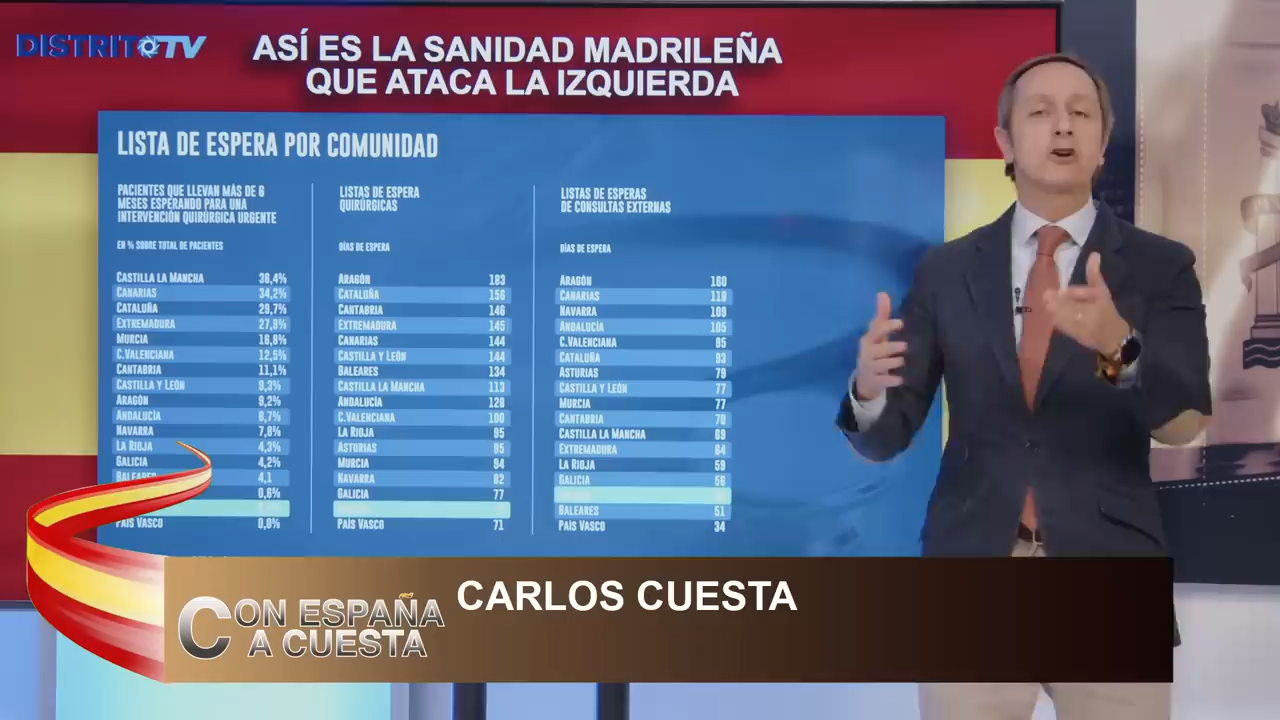 DISTRITO TV
ASÍ ES LA SANIDAD MADRILEÑA
QUE ATACA LA IZQUIERDA
LISTA DE ESPERA POR COMUNIDAD
PACIENTES QUE LLEVAN MÁS DE 6
MESES ESPERANDO PARA UNA
INTERVENCIÓN QUIRÚRGICA URGENTE
EN % SOBRE TOTAL DE PACIENTES
CASTILLA LA MANCHA 36,4%
CANARIAS 34,2%
CATALUÑA 29,7%
EXTREMADURA 27,9%
MURCIA 16,8%
C.VALENCIANA 12,5%
CANTABRIA 11,1%
CASTILLA Y LEÓN 9,3%
ARAGÓN 9,2%
ANDALUCÍA 8,7%
NAVARRA 7,8%
LA RIOJA 4,3%
GALICIA 4,2%
BALEARES 4,1
0,6%
PAÍS VASCO 0,0%
LISTAS DE ESPERA
QUIRÚRGICAS
DÍAS DE ESPERA
ARAGÓN 183
CATALUÑA 156
CANTABRIA 146
EXTREMADURA 145
CANARIAS 144
CASTILLA Y LEÓN 144
BALEARES 134
CASTILLA LA MANCHA 113
ANDALUCÍA 128
C.VALENCIANA 100
LA RIOJA 95
ASTURIAS 95
MURCIA 94
NAVARRA 82
GALICIA 77
PAÍS VASCO 71
LISTAS DE ESPERAS
DE CONSULTAS EXTERNAS
DÍAS DE ESPERA
ARAGÓN 160
CANARIAS 118
NAVARRA 109
ANDALUCÍA 105
C.VALENCIANA 95
CATALUÑA 93
ASTURIAS 79
CASTILLA Y LEÓN 77
MURCIA 77
CANTABRIA 70
CASTILLA LA MANCHA 69
EXTREMADURA 64
LA RIOJA 59
GALICIA 56
BALEARES 51
PAÍS VASCO 34
CON ESPAÑA
A CUESTA
CARLOS CUESTA